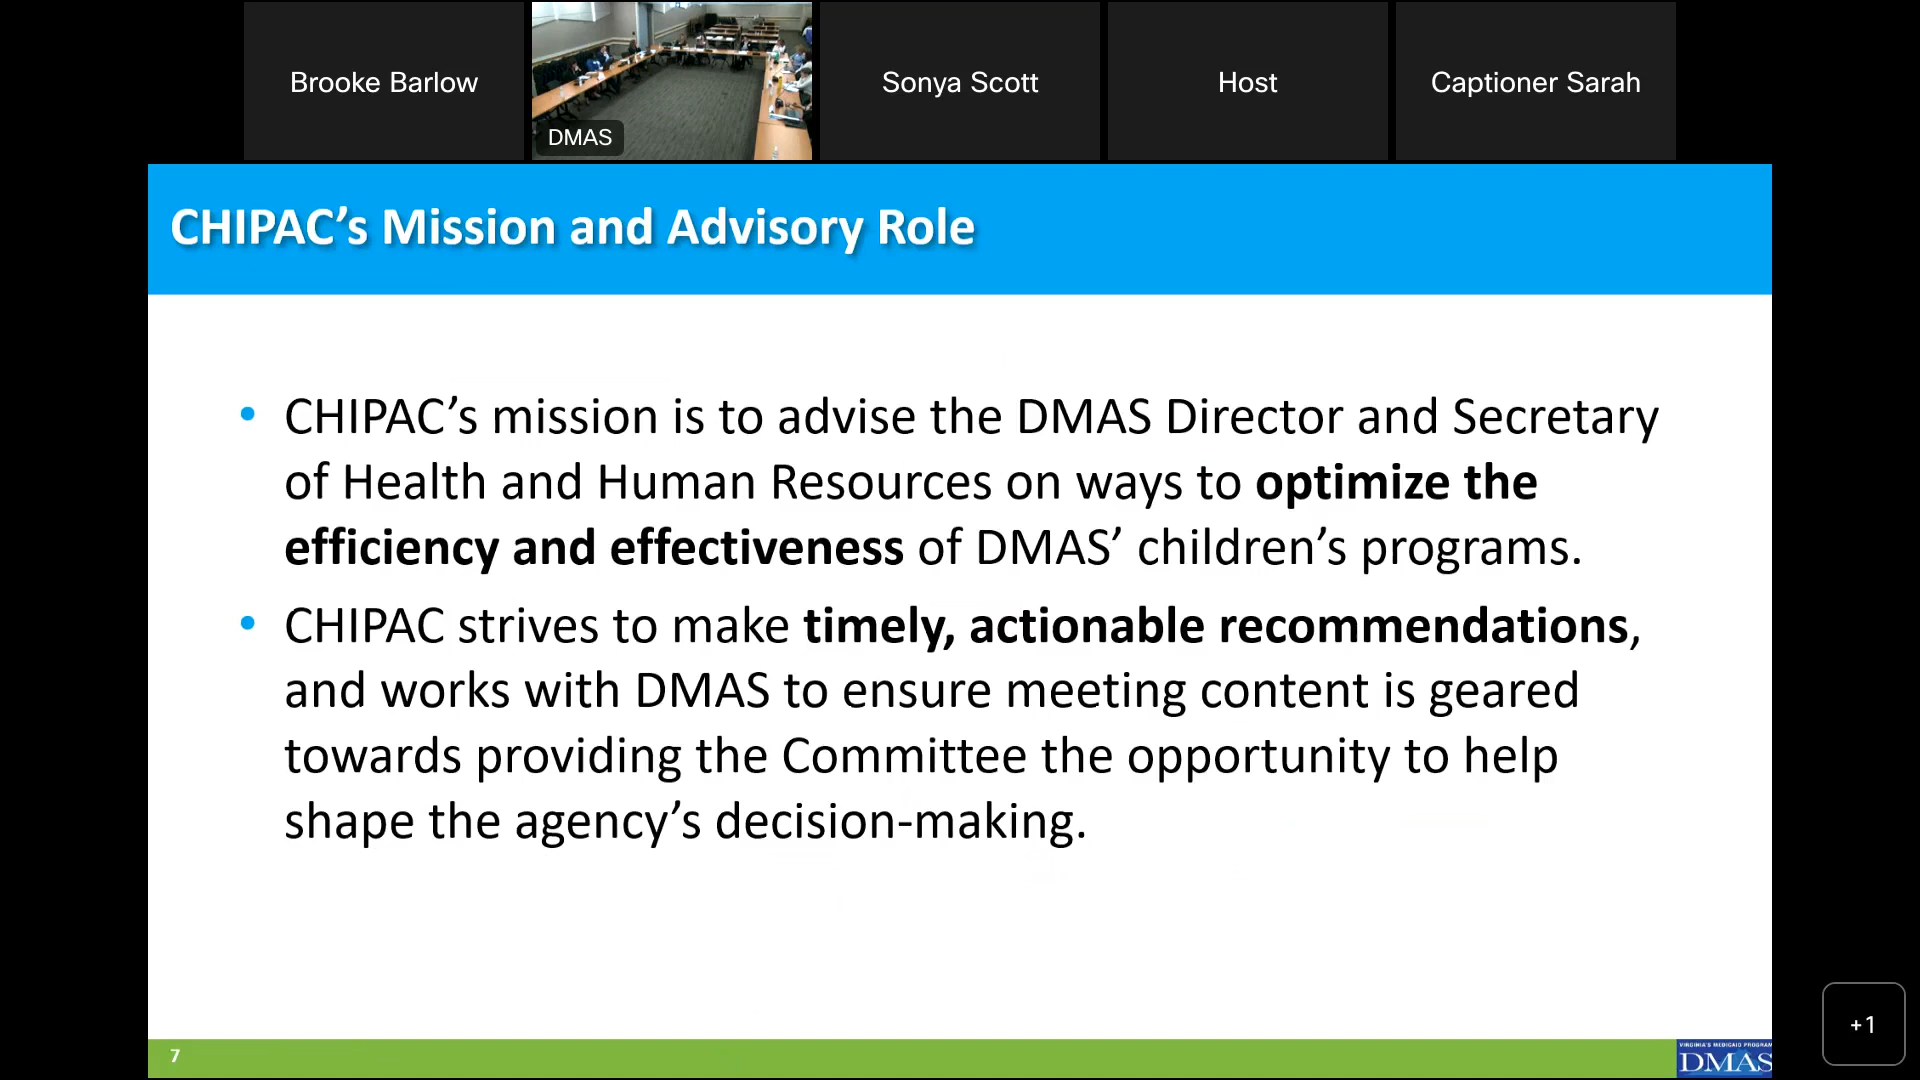 Brooke Barlow
DMAS
Sonya Scott
Host
Captioner Sarah
CHIPAC’s Mission and Advisory Role
• CHIPAC’s mission is to advise the DMAS Director and Secretary
of Health and Human Resources on ways to optimize the
efficiency and effectiveness of DMAS’ children’s programs.
• CHIPAC strives to make timely, actionable recommendations,
and works with DMAS to ensure meeting content is geared
towards providing the Committee the opportunity to help
shape the agency’s decision-making.
7
VIRGINIA'S MEDICAID PROGRAM
DMAS
+1